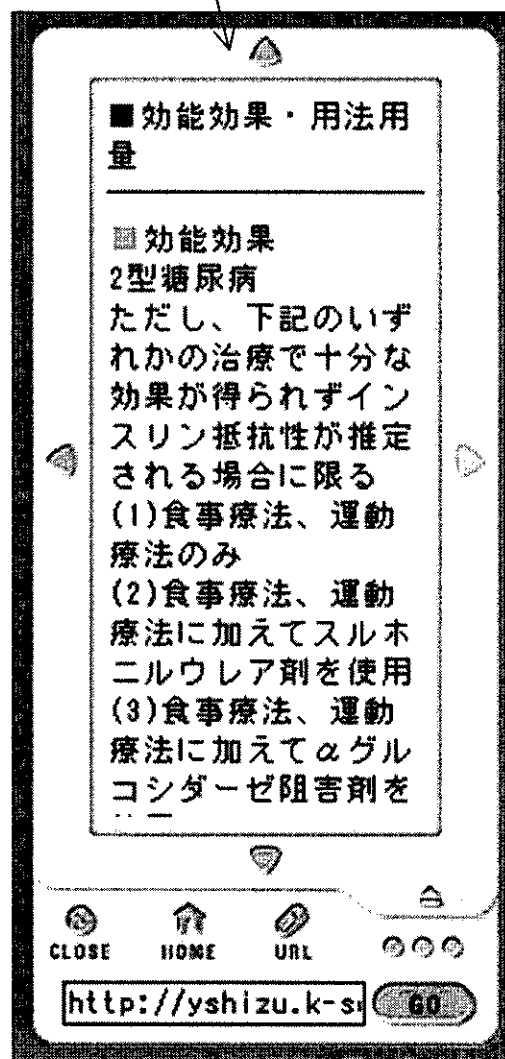 ■効能効果・用法用
量
効能効果
2型糖尿病
ただし、下記のいず
れかの治療で十分な
効果が得られずイン
スリン抵抗性が推定
される場合に限る
(1)食事療法、運動
療法のみ
(2)食事療法、運動
療法に加えてスルホ
ニルウレア剤を使用
(3)食事療法、運動
療法に加えてαグル
コシダーゼ阻害剤を
CLOSE HOME URL
http://yshizu.k-s GO